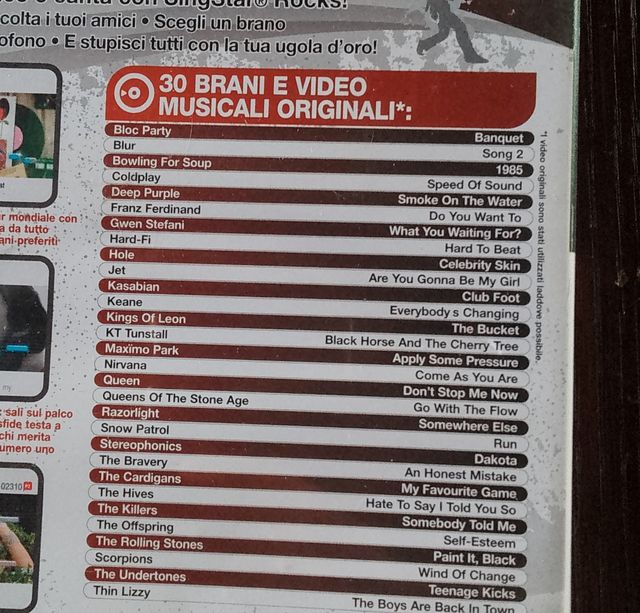 canta con SingStar® Rocks!
colta i tuoi amici • Scegli un brano
ofono • E stupisci tutti con la tua ugola d'oro!
30 BRANI E VIDEO
MUSICALI ORIGINALI*:
Bloc Party Banquet
Blur Song 2
Bowling For Soup 1985
Coldplay Speed Of Sound
Deep Purple Smoke On The Water
Franz Ferdinand Do You Want To
Gwen Stefani What You Waiting For?
Hard-Fi Hard To Beat
Hole Celebrity Skin
Jet Are You Gonna Be My Girl
Kasabian Club Foot
Keane Everybody s Changing
Kings Of Leon The Bucket
KT Tunstall Black Horse And The Cherry Tree
Maxïmo Park Apply Some Pressure
Nirvana Come As You Are
Queen Don't Stop Me Now
Queens Of The Stone Age Go With The Flow
Razorlight Somewhere Else
Snow Patrol Run
Stereophonics Dakota
The Bravery An Honest Mistake
The Cardigans My Favourite Game
The Hives Hate To Say I Told You So
The Killers Somebody Told Me
The Offspring Self-Esteem
The Rolling Stones Paint It, Black
Scorpions Wind Of Change
The Undertones Teenage Kicks
Thin Lizzy The Boys Are Back In Town
*I video originali sono stati utilizzati laddove possibile.
r mondiale con
a da tutto
ani preferiti
my
sali sul palco
sfide testa a
chi merita
umero uno
02310